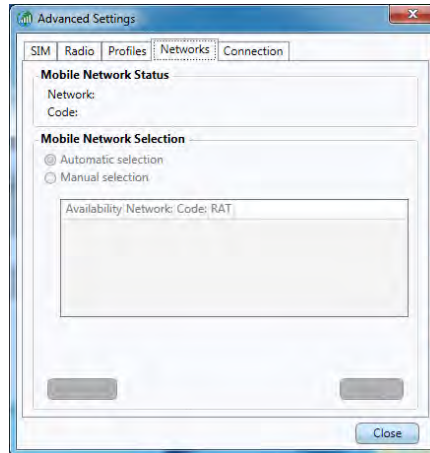 Advanced Settings
SIM Radio Profiles Networks Connection
Mobile Network Status
Network:
Code:
Mobile Network Selection
Automatic selection
Manual selection
Availability Network: Code: RAT
Close